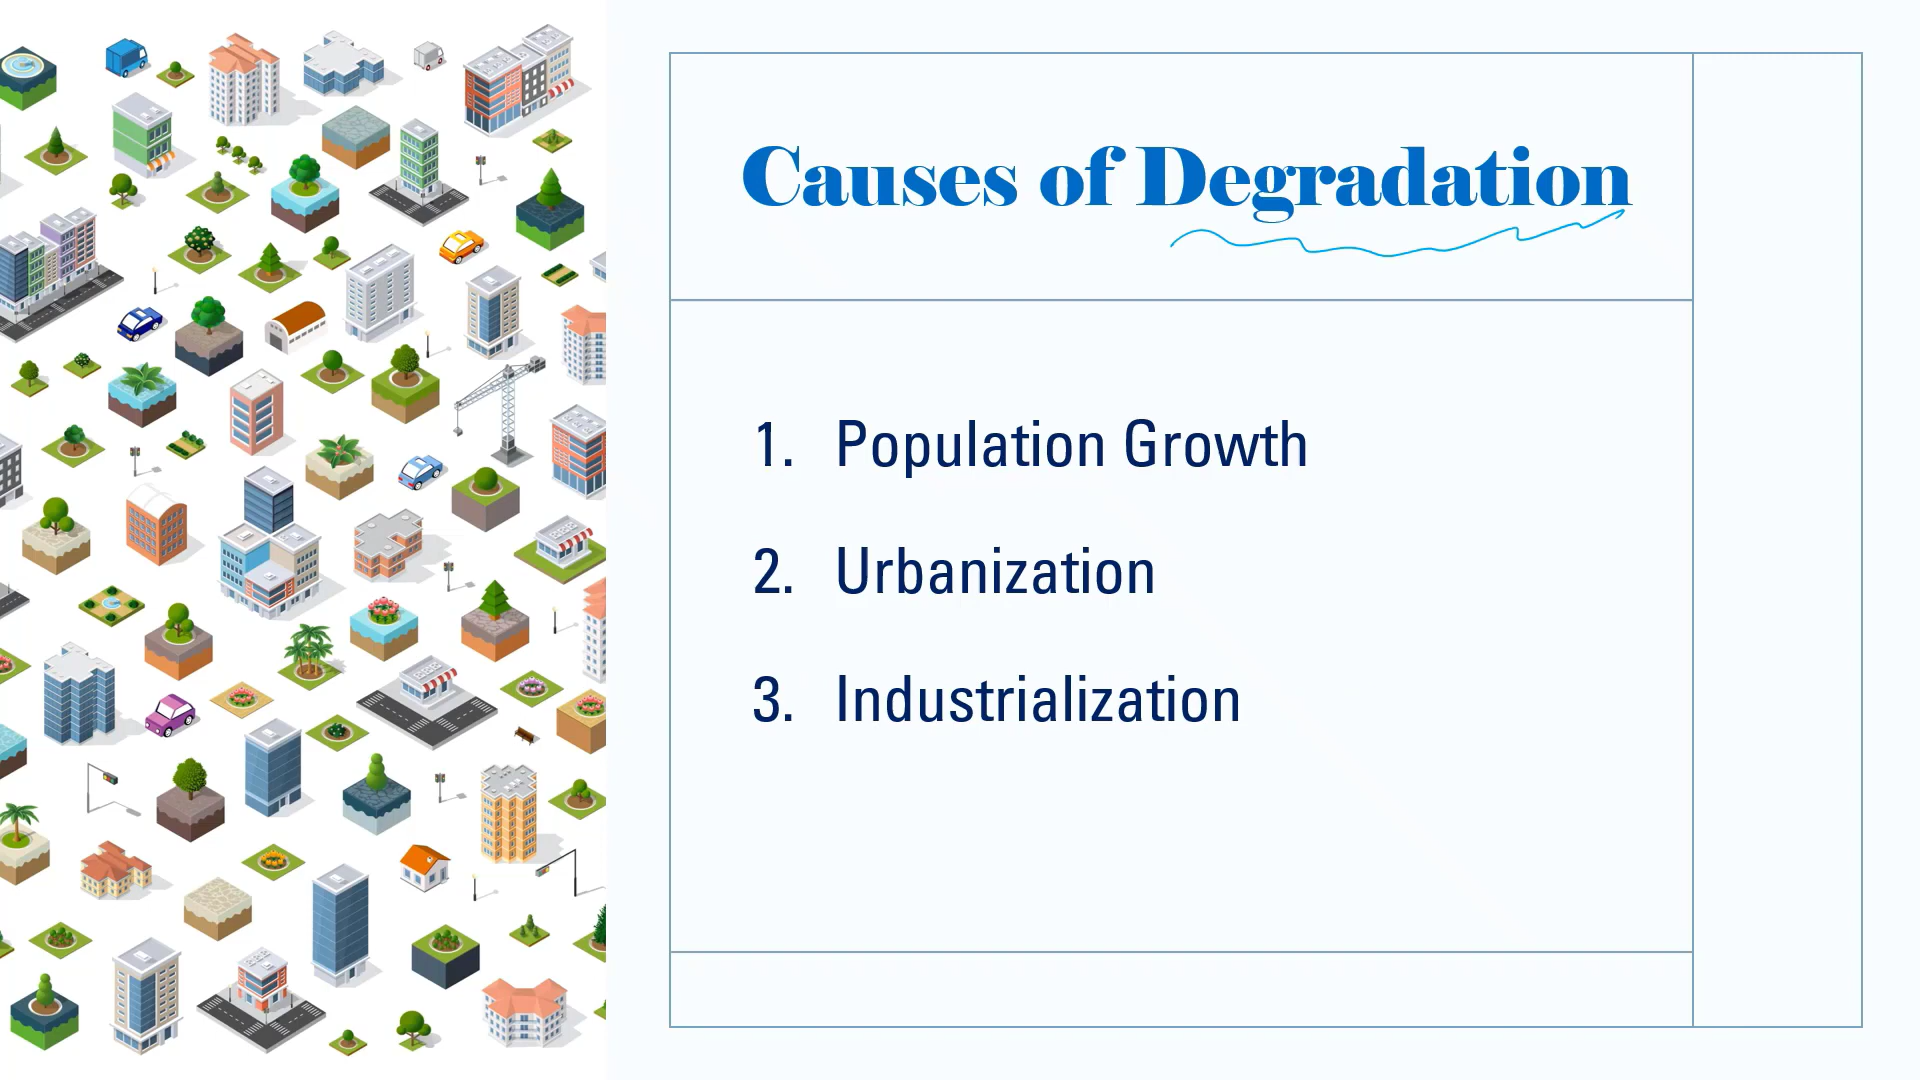 Causes of Degradation
1. Population Growth
2. Urbanization
3. Industrialization